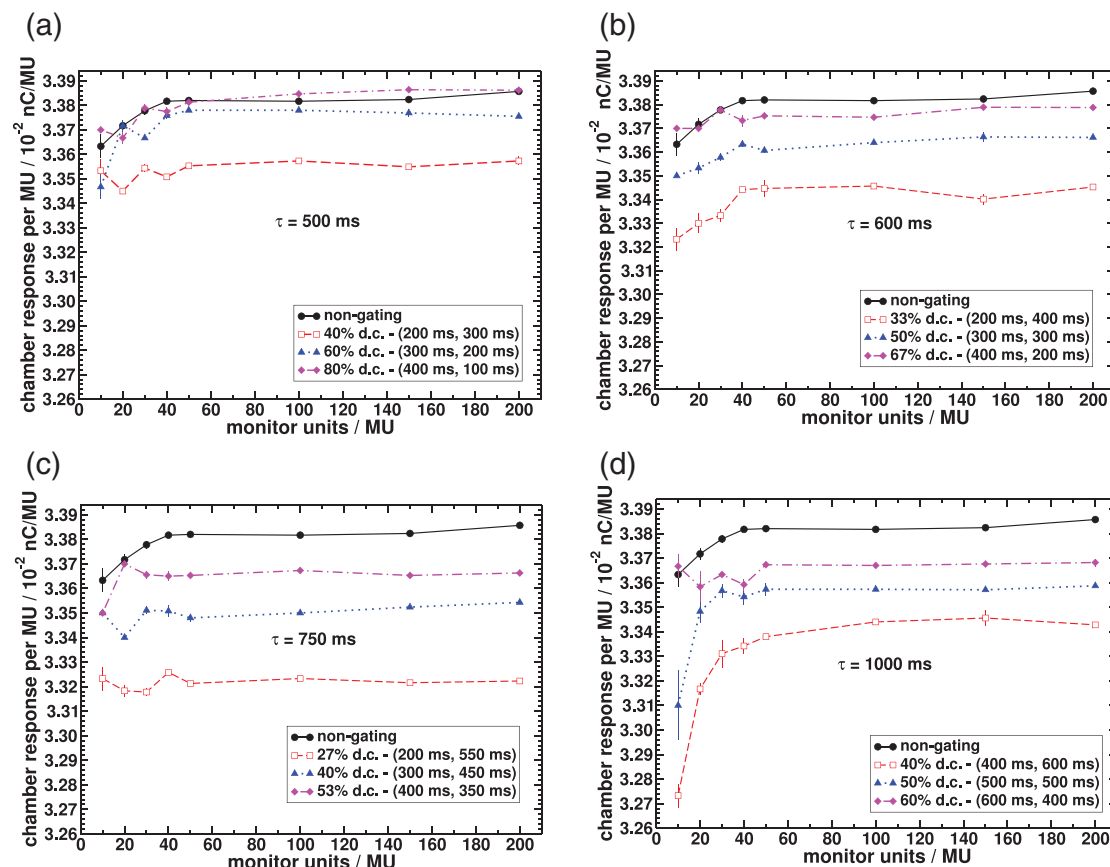 (a)
chamber response per MU / 10⁻² nC/MU
3.39
3.38
3.37
3.36
3.35
3.34
3.33
3.32
3.31
3.30
3.29
3.28
3.27
3.26
τ = 500 ms
non-gating
40% d.c. - (200 ms, 300 ms)
60% d.c. - (300 ms, 200 ms)
80% d.c. - (400 ms, 100 ms)
0 20 40 60 80 100 120 140 160 180 200
monitor units / MU
(b)
chamber response per MU / 10⁻² nC/MU
3.39
3.38
3.37
3.36
3.35
3.34
3.33
3.32
3.31
3.30
3.29
3.28
3.27
3.26
τ = 600 ms
non-gating
33% d.c. - (200 ms, 400 ms)
50% d.c. - (300 ms, 300 ms)
67% d.c. - (400 ms, 200 ms)
0 20 40 60 80 100 120 140 160 180 200
monitor units / MU
(c)
chamber response per MU / 10⁻² nC/MU
3.39
3.38
3.37
3.36
3.35
3.34
3.33
3.32
3.31
3.30
3.29
3.28
3.27
3.26
τ = 750 ms
non-gating
27% d.c. - (200 ms, 550 ms)
40% d.c. - (300 ms, 450 ms)
53% d.c. - (400 ms, 350 ms)
0 20 40 60 80 100 120 140 160 180 200
monitor units / MU
(d)
chamber response per MU / 10⁻² nC/MU
3.39
3.38
3.37
3.36
3.35
3.34
3.33
3.32
3.31
3.30
3.29
3.28
3.27
3.26
τ = 1000 ms
non-gating
40% d.c. - (400 ms, 600 ms)
50% d.c. - (500 ms, 500 ms)
60% d.c. - (600 ms, 400 ms)
0 20 40 60 80 100 120 140 160 180 200
monitor units / MU